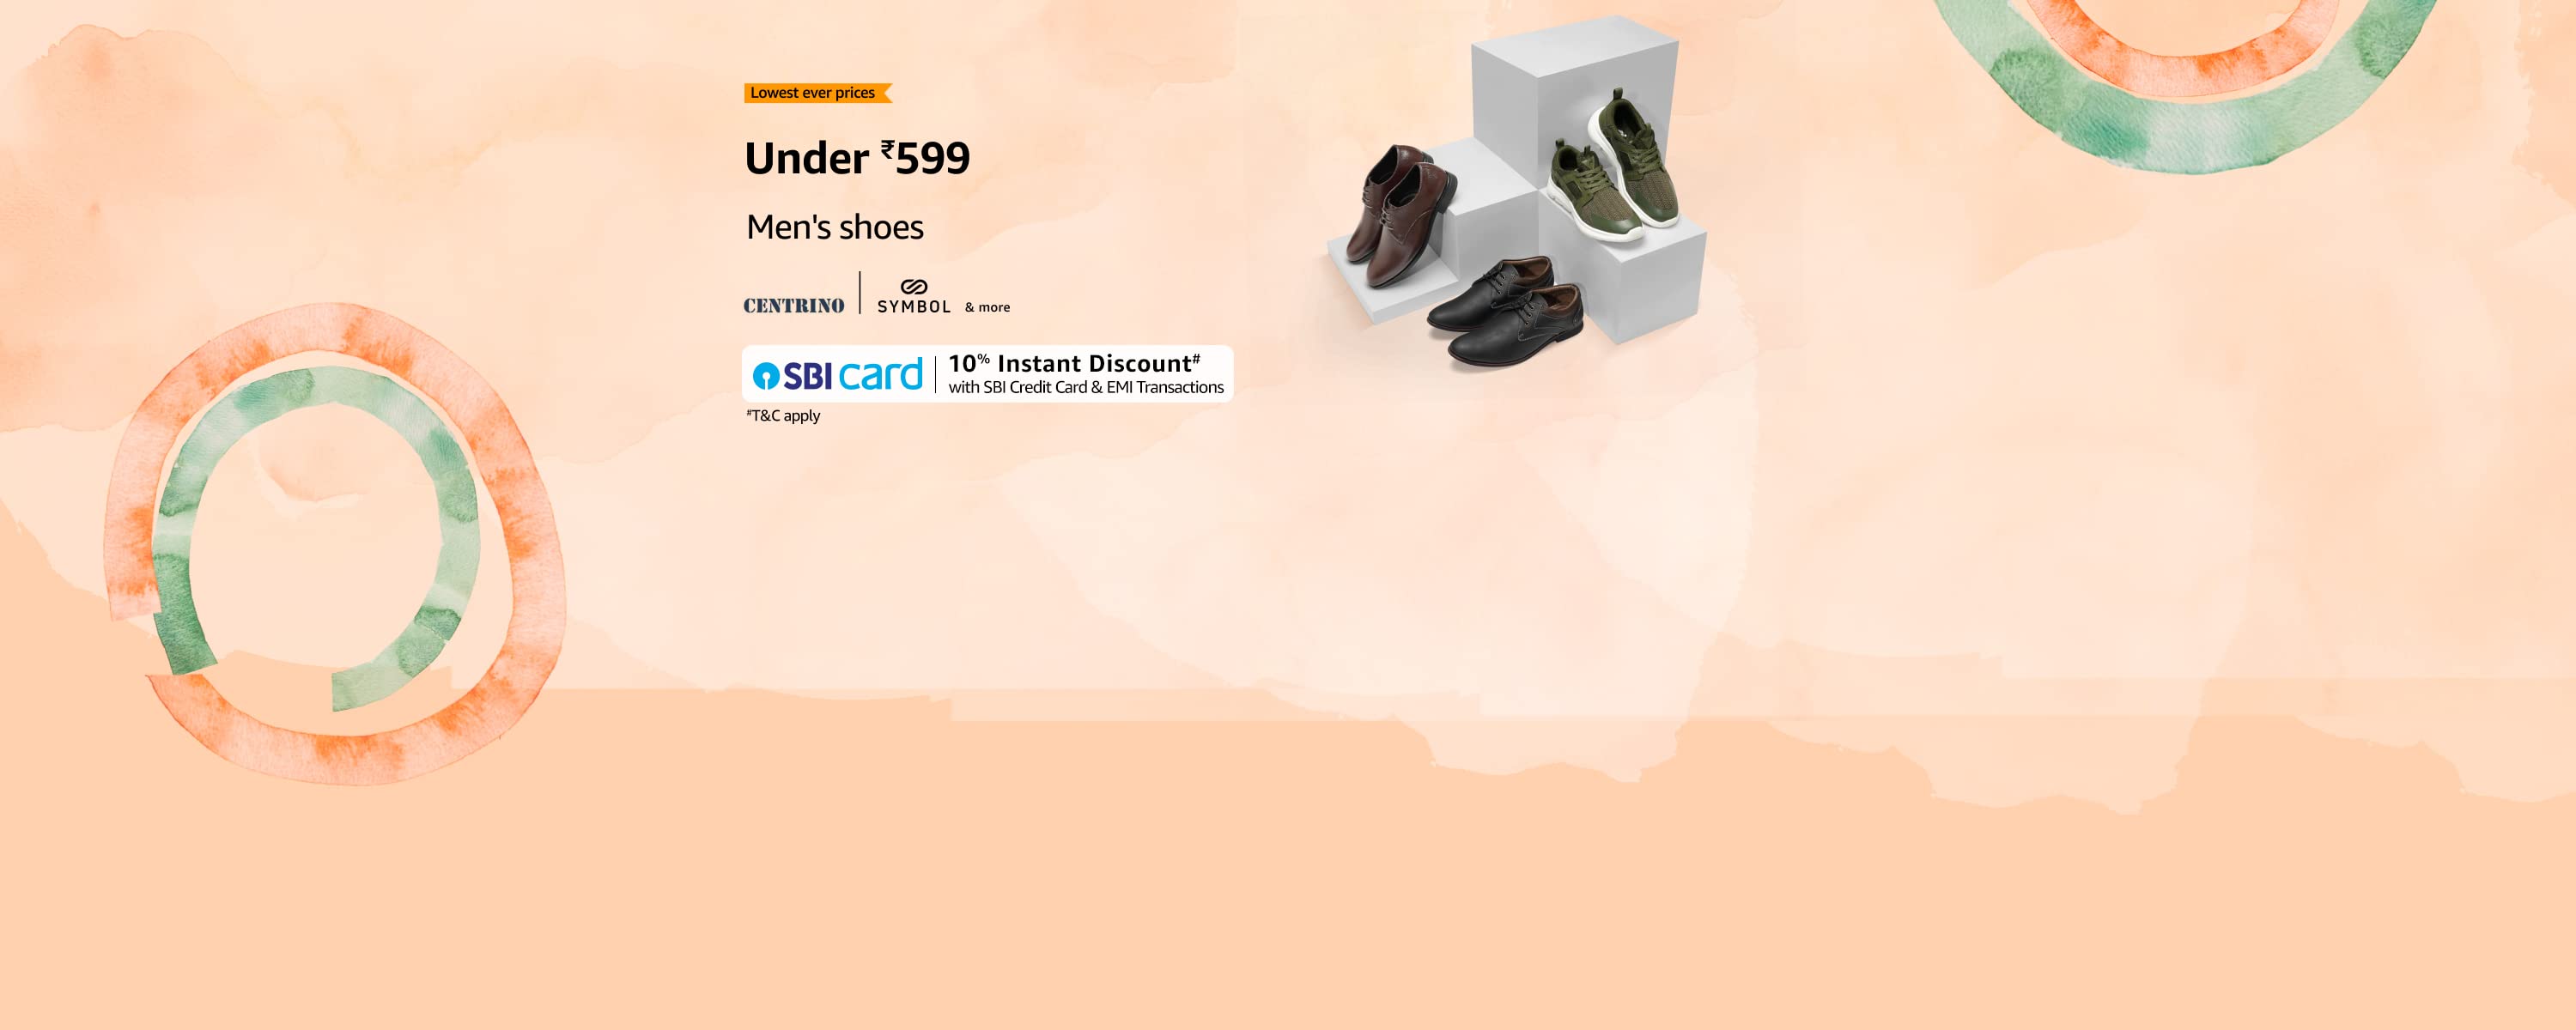 Lowest ever prices
Under ₹599
Men's shoes
CENTRINO
SYMBOL & more
SBI card
10% Instant Discount#
with SBI Credit Card & EMI Transactions
#T&C apply